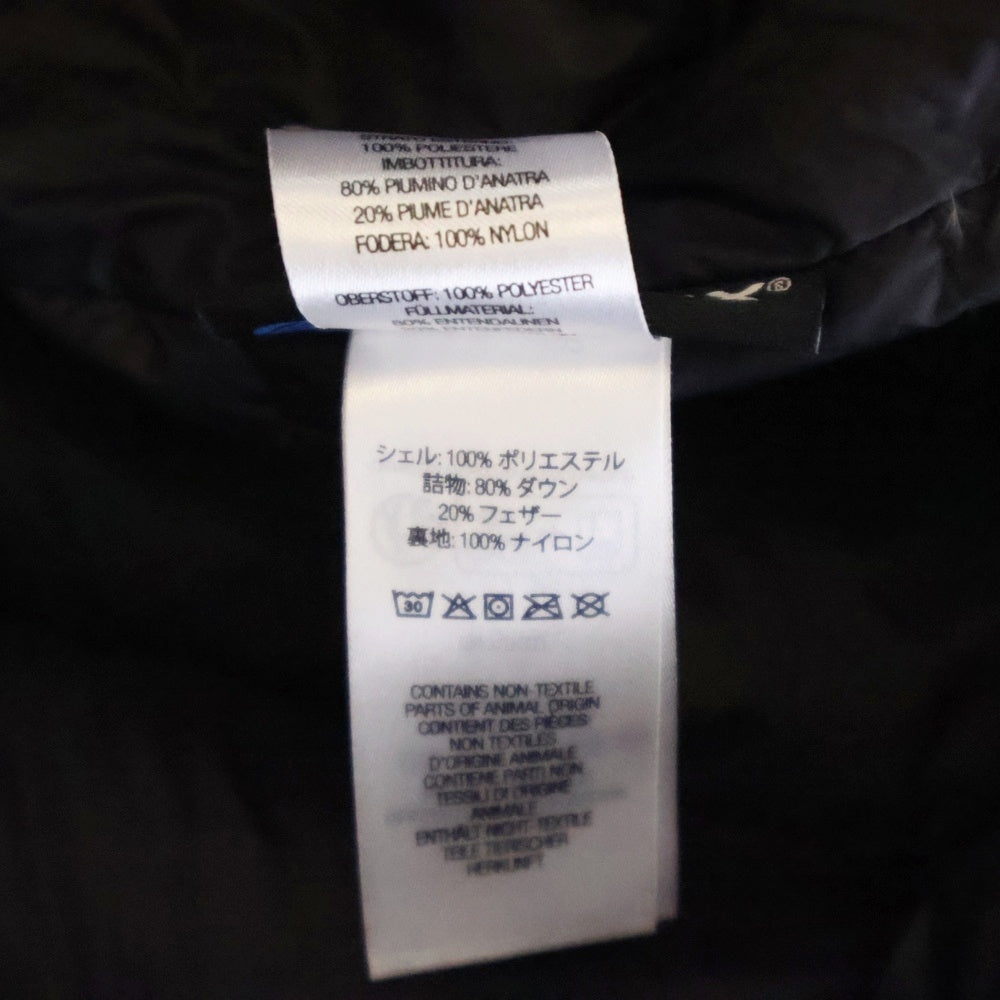 100% POLIESTERE
IMBOTTITURA:
80% PIUMINO D'ANATRA
20% PIUME D'ANATRA
FODERA: 100% NYLON
OBERSTOFF: 100% POLYESTER
FÜLLMATERIAL:
80% ENTENDAUNEN
シェル: 100% ポリエステル
詰物: 80% ダウン
20% フェザー
裏地: 100% ナイロン
30
CONTAINS NON-TEXTILE
PARTS OF ANIMAL ORIGIN
CONTIENT DES PIÈCES
NON TEXTILES
D'ORIGINE ANIMALE
CONTIENE PARTI NON
TESSILI DI ORIGINE
ANIMALE
ENTHÄLT NICHT-TEXTILE
TEILE TIERISCHER
HERKUNFT